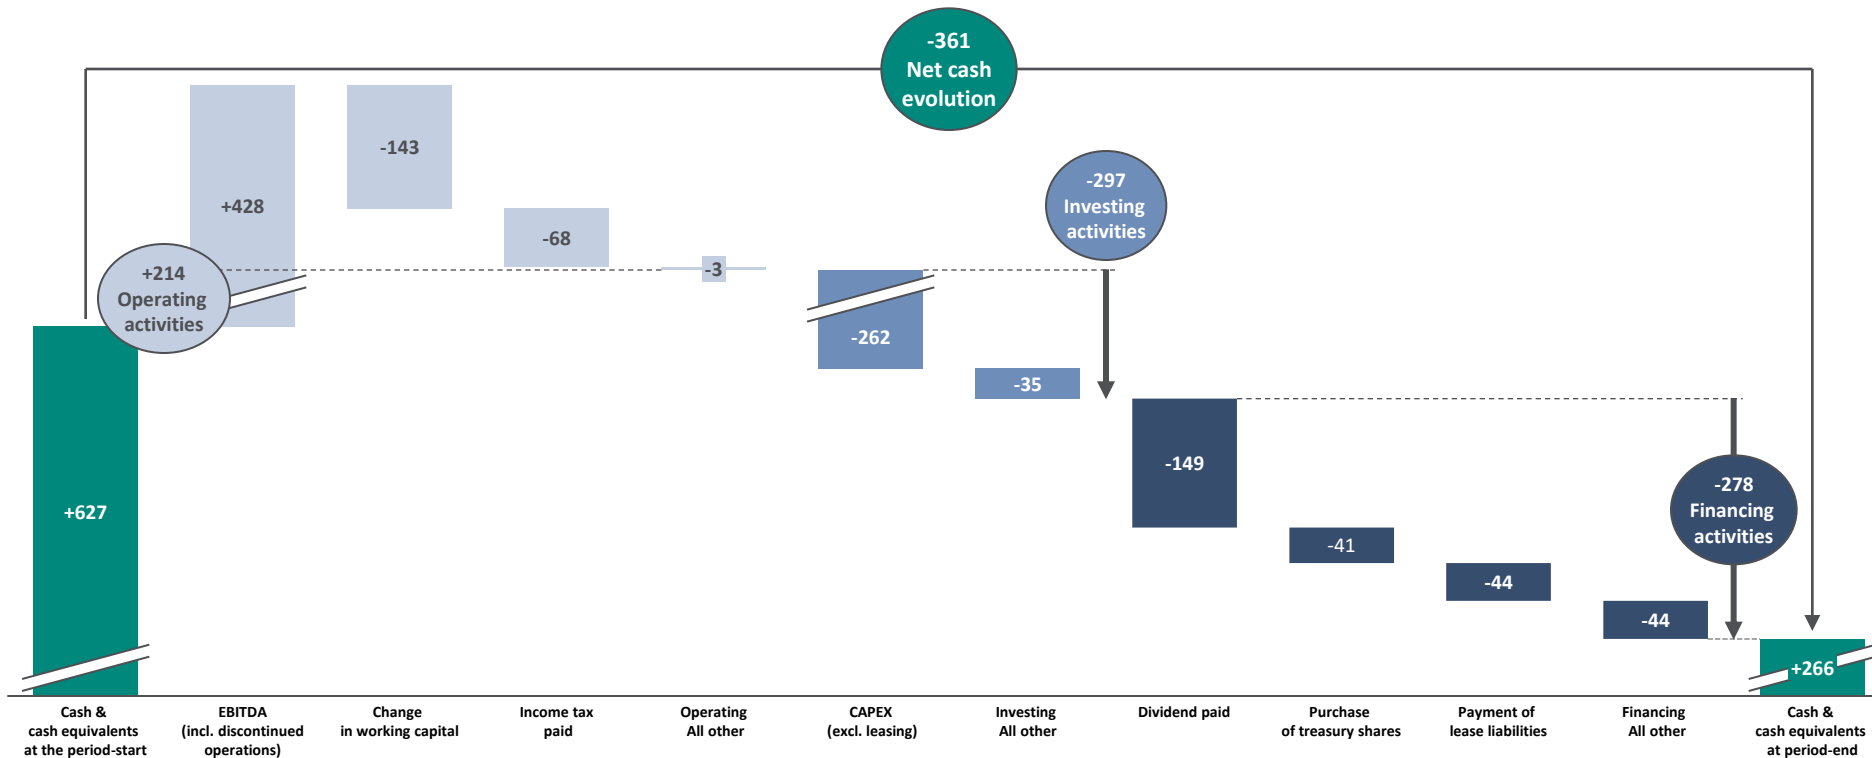 -361
Net cash
evolution
-143
-297
Investing
activities
+428
-68
+214
Operating
activities
-3
-262
-35
-149
-278
Financing
activities
+627
-41
-44
-44
+266
Cash &
cash equivalents
at the period-start
EBITDA
(incl. discontinued
operations)
Change
in working capital
Income tax
paid
Operating
All other
CAPEX
(excl. leasing)
Investing
All other
Dividend paid
Purchase
of treasury shares
Payment of
lease liabilities
Financing
All other
Cash &
cash equivalents
at period-end